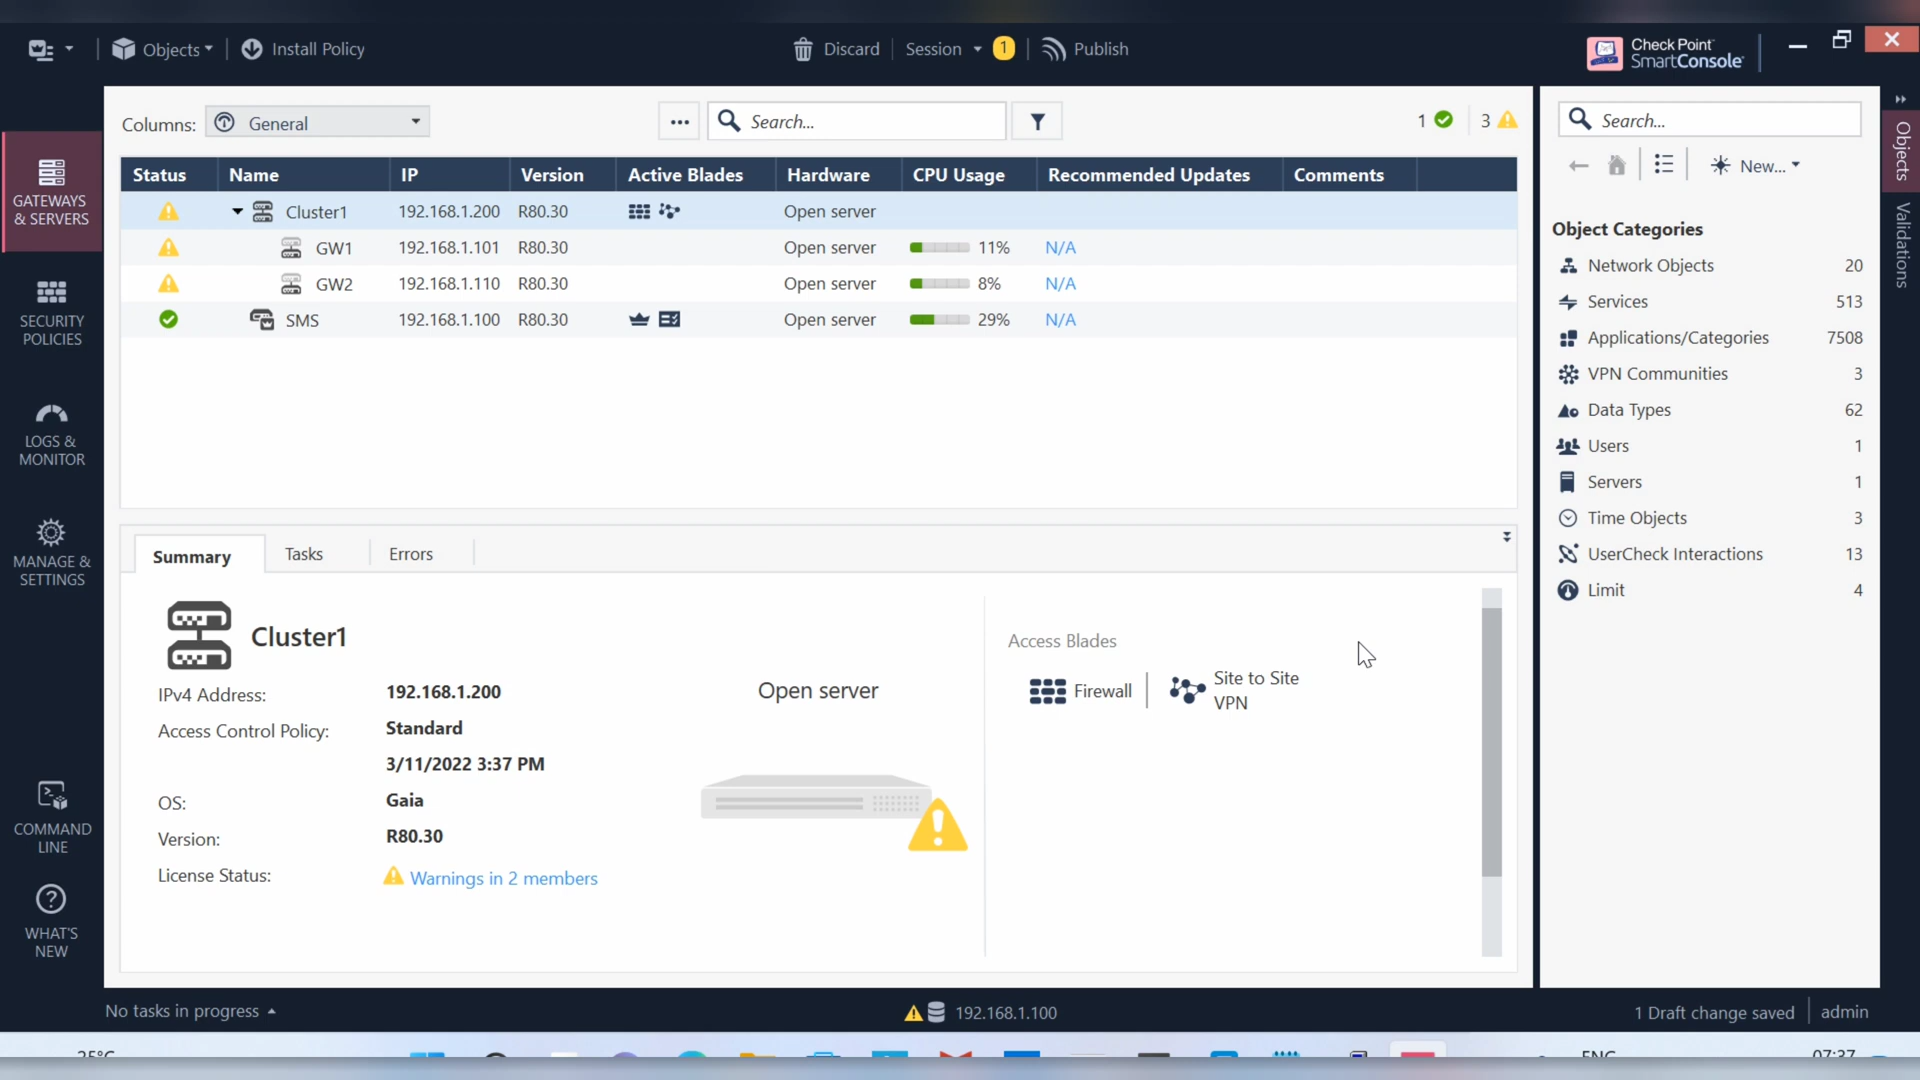 Objects
Install Policy
Discard
Session
1
Publish
Check Point
SmartConsole
Columns:
General
...
Search...
1
3
Status Name IP Version Active Blades Hardware CPU Usage Recommended Updates Comments
Cluster1 192.168.1.200 R80.30 Open server
GW1 192.168.1.101 R80.30 Open server 11% N/A
GW2 192.168.1.110 R80.30 Open server 8% N/A
SMS 192.168.1.100 R80.30 Open server 29% N/A
GATEWAYS
& SERVERS
SECURITY
POLICIES
LOGS &
MONITOR
MANAGE &
SETTINGS
COMMAND
LINE
WHAT'S
NEW
Summary
Tasks
Errors
Cluster1
IPv4 Address: 192.168.1.200
Access Control Policy: Standard
3/11/2022 3:37 PM
OS: Gaia
Version: R80.30
License Status: Warnings in 2 members
Open server
Access Blades
Firewall
Site to Site
VPN
Search...
New...
Object Categories
Network Objects 20
Services 513
Applications/Categories 7508
VPN Communities 3
Data Types 62
Users 1
Servers 1
Time Objects 3
UserCheck Interactions 13
Limit 4
Objects
Validations
No tasks in progress
192.168.1.100
1 Draft change saved
admin
25°C
ENG
07:37